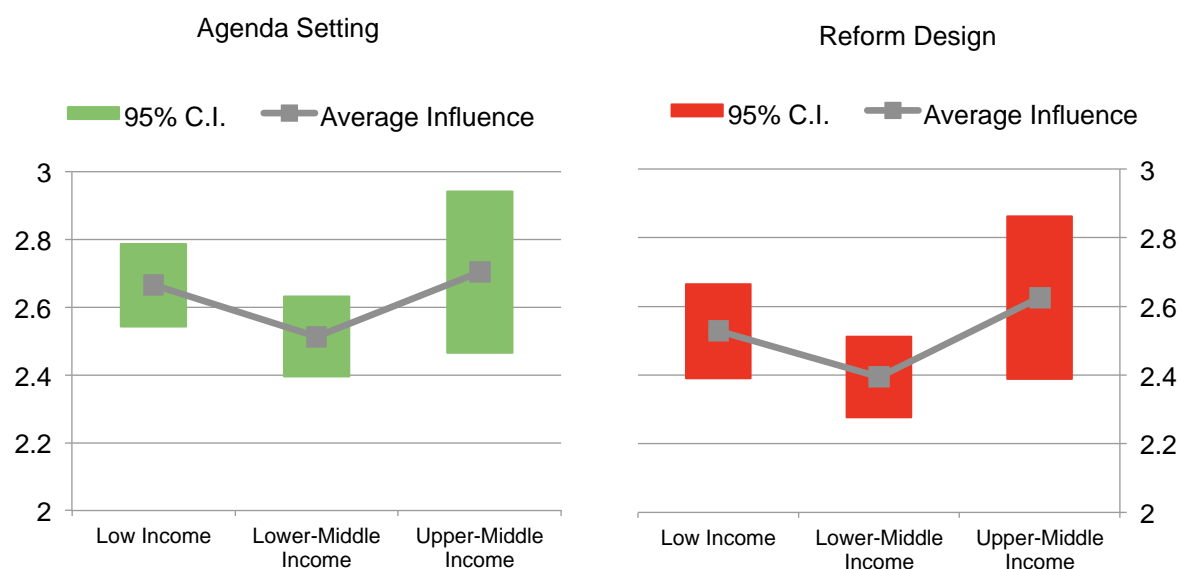 Agenda Setting
95% C.I. Average Influence
3
2.8
2.6
2.4
2.2
2
Low Income Lower-Middle Upper-Middle
Income Income
Reform Design
95% C.I. Average Influence
3
2.8
2.6
2.4
2.2
2
Low Income Lower-Middle Upper-Middle
Income Income